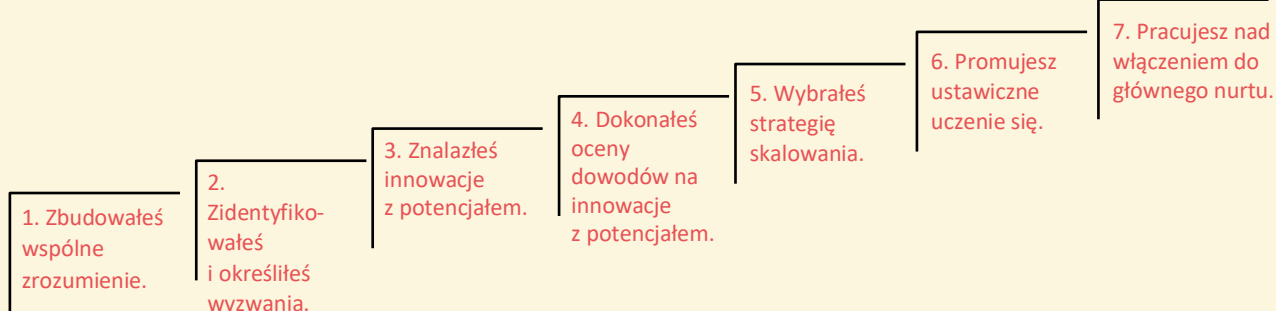 1. Zbudowałeś
wspólne
zrozumienie.
2.
Zidentyfiko-
wałeś
i określiłeś
wyzwania.
3. Znalazłeś
innowacje
z potencjałem.
4. Dokonałeś
oceny
dowodów na
innowacje
z potencjałem.
5. Wybrałeś
strategię
skalowania.
6. Promujesz
ustawiczne
uczenie się.
7. Pracujesz nad
włączeniem do
głównego nurtu.